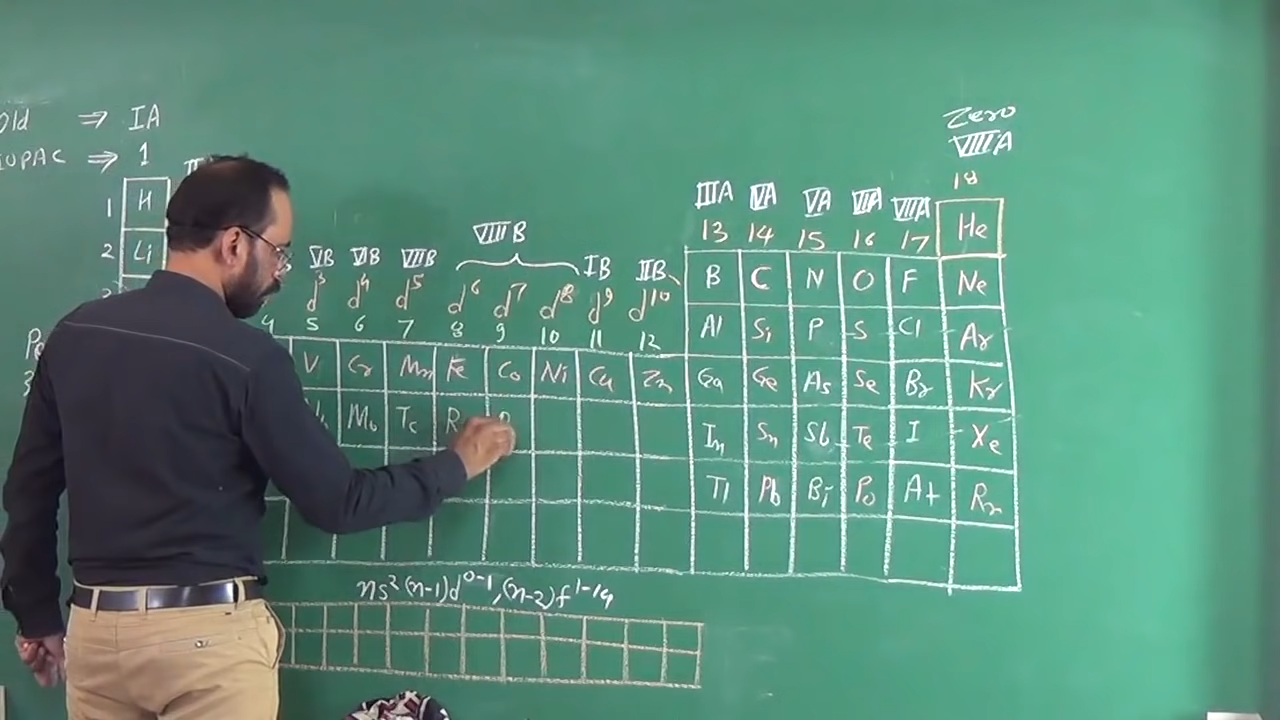 Old ⇒ IA
IUPAC ⇒ 1
Zero
VIIIA
18
IIIA VA VA VIA VIIA
13 14 15 16 17
1 H He
VIIIB
VB VIB VIIB IB IIB
2 Li B C N O F Ne
d3 d4 d5 d6 d7 d8 d9 d10
4 5 6 7 8 9 10 11 12
Al Si P S Cl Ar
V Cr Mn Fe Co Ni Cu Zn Ga Ge As Se Br Kr
Mo Tc R In Sn Sb Te I Xe
Tl Pb Bi Po At Rn
ns2(n-1)d0-1,(n-2)f1-14